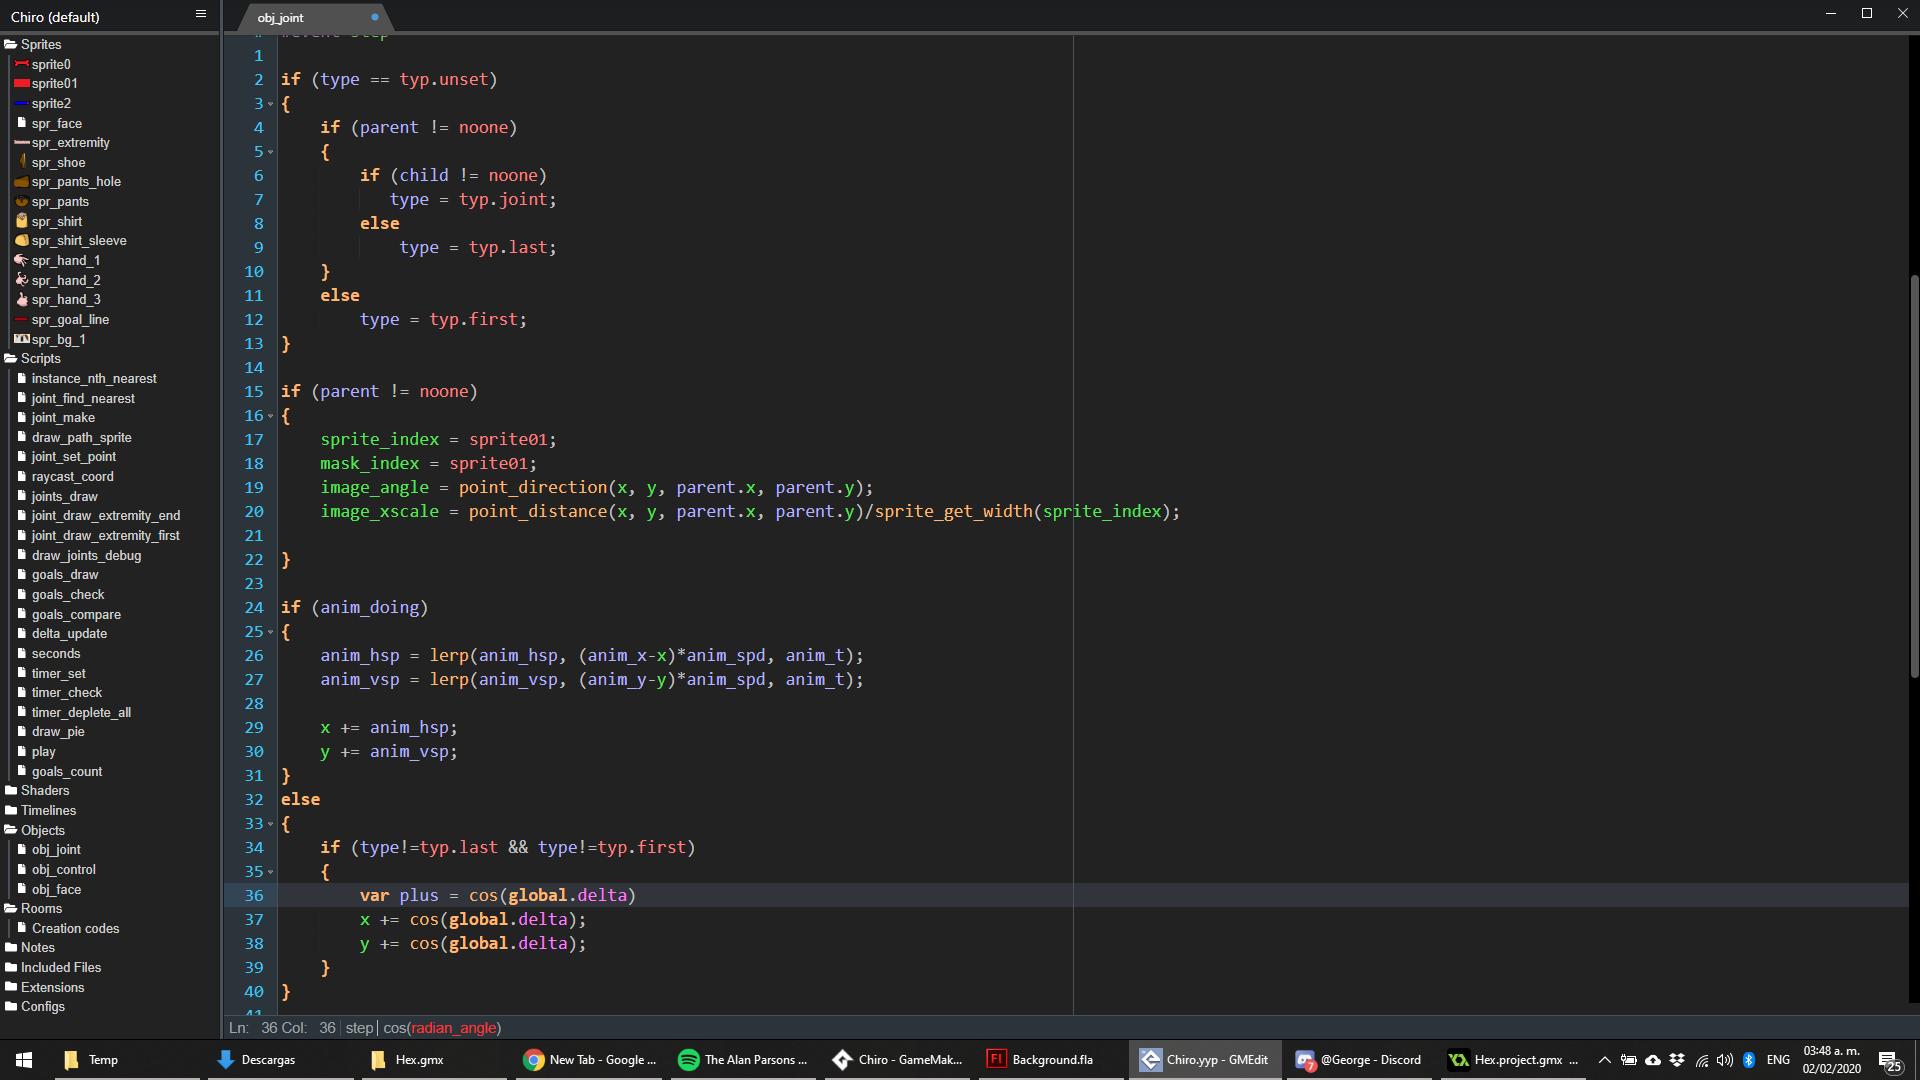 Chiro (default)
obj_joint
Sprites
sprite0
sprite01
sprite2
spr_face
spr_extremity
spr_shoe
spr_pants_hole
spr_pants
spr_shirt
spr_shirt_sleeve
spr_hand_1
spr_hand_2
spr_hand_3
spr_goal_line
spr_bg_1
Scripts
instance_nth_nearest
joint_find_nearest
joint_make
draw_path_sprite
joint_set_point
raycast_coord
joints_draw
joint_draw_extremity_end
joint_draw_extremity_first
draw_joints_debug
goals_draw
goals_check
goals_compare
delta_update
seconds
timer_set
timer_check
timer_deplete_all
draw_pie
play
goals_count
Shaders
Timelines
Objects
obj_joint
obj_control
obj_face
Rooms
Creation codes
Notes
Included Files
Extensions
Configs
1
2 if (type == typ.unset)
3 {
4 if (parent != noone)
5 {
6 if (child != noone)
7 type = typ.joint;
8 else
9 type = typ.last;
10 }
11 else
12 type = typ.first;
13 }
14
15 if (parent != noone)
16 {
17 sprite_index = sprite01;
18 mask_index = sprite01;
19 image_angle = point_direction(x, y, parent.x, parent.y);
20 image_xscale = point_distance(x, y, parent.x, parent.y)/sprite_get_width(sprite_index);
21
22 }
23
24 if (anim_doing)
25 {
26 anim_hsp = lerp(anim_hsp, (anim_x-x)*anim_spd, anim_t);
27 anim_vsp = lerp(anim_vsp, (anim_y-y)*anim_spd, anim_t);
28
29 x += anim_hsp;
30 y += anim_vsp;
31 }
32 else
33 {
34 if (type!=typ.last && type!=typ.first)
35 {
36 var plus = cos(global.delta)
37 x += cos(global.delta);
38 y += cos(global.delta);
39 }
40 }
Ln: 36 Col: 36 step cos(radian_angle)
Temp
Descargas
Hex.gmx
New Tab - Google ...
The Alan Parsons ...
Chiro - GameMak...
Background.fla
Chiro.yyp - GMEdit
@George - Discord
Hex.project.gmx ...
ENG
03:48 a. m.
02/02/2020
25